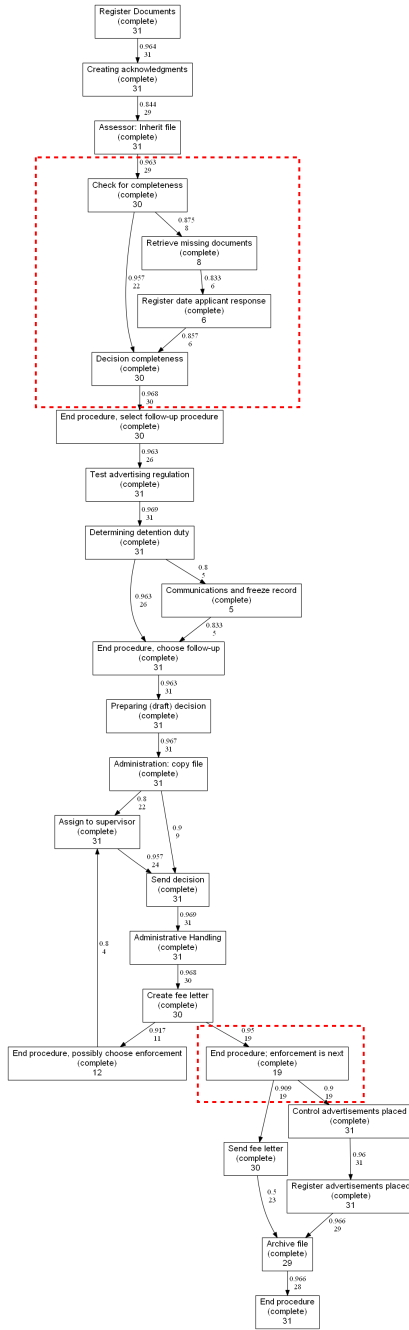 Register Documents
(complete)
31
0.964
31
Creating acknowledgments
(complete)
31
0.844
29
Assessor: Inherit file
(complete)
31
0.963
29
Check for completeness
(complete)
30
0.875
8
Retrieve missing documents
(complete)
8
0.957
22
0.833
6
Register date applicant response
(complete)
6
0.857
6
Decision completeness
(complete)
30
0.968
30
End procedure, select follow-up procedure
(complete)
30
0.963
26
Test advertising regulation
(complete)
31
0.969
31
Determining detention duty
(complete)
31
0.8
5
0.963
26
Communications and freeze record
(complete)
5
0.833
5
End procedure, choose follow-up
(complete)
31
0.963
31
Preparing (draft) decision
(complete)
31
0.967
31
Administration: copy file
(complete)
31
0.8
22
Assign to supervisor
(complete)
31
0.9
9
0.957
24
Send decision
(complete)
31
0.969
31
0.8
4
Administrative Handling
(complete)
31
0.968
30
Create fee letter
(complete)
30
0.917
11
0.95
19
End procedure, possibly choose enforcement
(complete)
12
End procedure; enforcement is next
(complete)
19
0.909
19
0.9
19
Control advertisements placed
(complete)
31
Send fee letter
(complete)
30
0.96
31
Register advertisements placed
(complete)
31
0.5
23
0.966
29
Archive file
(complete)
29
0.966
28
End procedure
(complete)
31